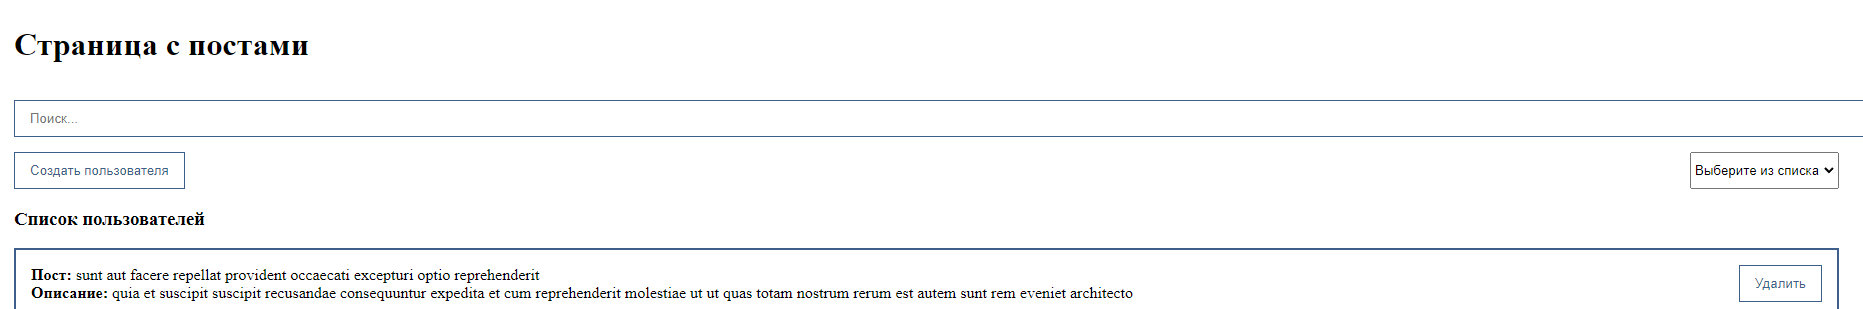 Страница с постами
Поиск...
Создать пользователя
Выберите из списка
Список пользователей
Пост: sunt aut facere repellat provident occaecati excepturi optio reprehenderit
Описание: quia et suscipit suscipit recusandae consequuntur expedita et cum reprehenderit molestiae ut ut quas totam nostrum rerum est autem sunt rem eveniet architecto
Удалить